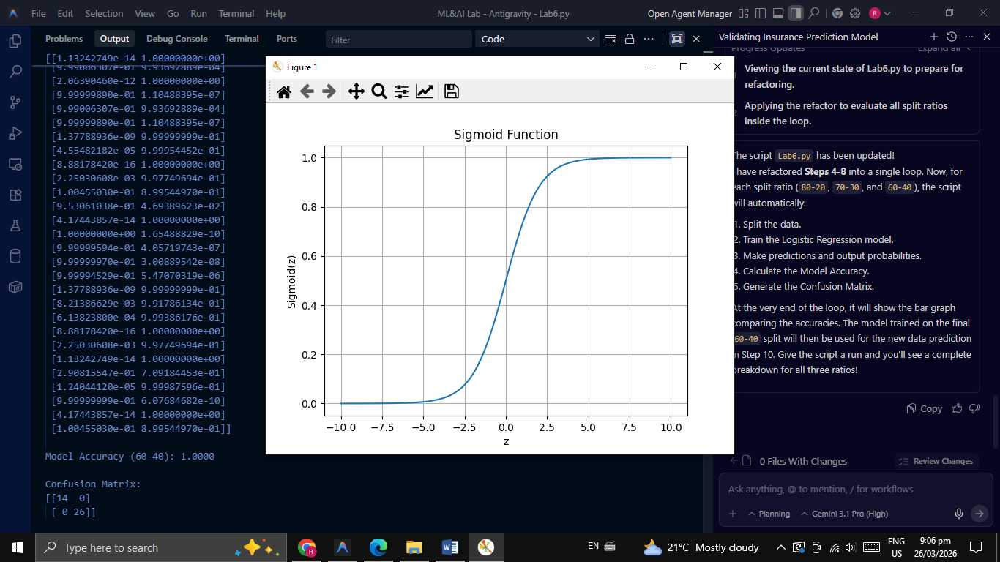 File Edit Selection View Go Run Terminal Help
ML&AI Lab - Antigravity - Lab6.py
Open Agent Manager
R
Problems Output Debug Console Terminal Ports
Filter
Code
[[1.13242749e-14 1.00000000e+00]
[9.99006307e-01 9.93692889e-04]
[2.06390460e-12 1.00000000e+00]
[9.99999890e-01 1.10488395e-07]
[9.99006307e-01 9.93692889e-04]
[9.99999890e-01 1.10488395e-07]
[1.37788936e-09 9.99999999e-01]
[4.55482182e-05 9.99954452e-01]
[8.88178420e-16 1.00000000e+00]
[2.25030608e-03 9.97749694e-01]
[1.00455030e-01 8.99544970e-01]
[9.53061038e-01 4.69389623e-02]
[4.17443857e-14 1.00000000e+00]
[1.00000000e+00 1.65488829e-10]
[9.99999594e-01 4.05719743e-07]
[9.99999970e-01 3.00889542e-08]
[9.99994529e-01 5.47070319e-06]
[1.37788936e-09 9.99999999e-01]
[8.21386629e-03 9.91786134e-01]
[6.13823800e-04 9.99386176e-01]
[8.88178420e-16 1.00000000e+00]
[2.25030608e-03 9.97749694e-01]
[1.13242749e-14 1.00000000e+00]
[2.90815547e-01 7.09184453e-01]
[1.24044120e-05 9.99987596e-01]
[9.99999999e-01 6.07684682e-10]
[4.17443857e-14 1.00000000e+00]
[1.00455030e-01 8.99544970e-01]]
Model Accuracy (60-40): 1.0000
Confusion Matrix:
[[14  0]
[ 0 26]]
Figure 1
Sigmoid Function
1.0
0.8
0.6
0.4
0.2
0.0
Sigmoid(z)
−10.0 −7.5 −5.0 −2.5 0.0 2.5 5.0 7.5 10.0
z
Validating Insurance Prediction Model
Progress Updates Expand all
Viewing the current state of Lab6.py to prepare for
refactoring.
2 Applying the refactor to evaluate all split ratios
inside the loop.
The script Lab6.py has been updated!
have refactored Steps 4-8 into a single loop. Now, for
each split ratio (80-20, 70-30, and 60-40), the script
will automatically:
1. Split the data.
2. Train the Logistic Regression model.
3. Make predictions and output probabilities.
4. Calculate the Model Accuracy.
5. Generate the Confusion Matrix.
At the very end of the loop, it will show the bar graph
comparing the accuracies. The model trained on the final
60-40 split will then be used for the new data prediction
in Step 10. Give the script a run and you'll see a complete
breakdown for all three ratios!
Copy
0 Files With Changes Review Changes
Ask anything, @ to mention, / for workflows
Planning Gemini 3.1 Pro (High)
Type here to search
R
W
EN
21°C Mostly cloudy
ENG
US
9:06 pm
26/03/2026